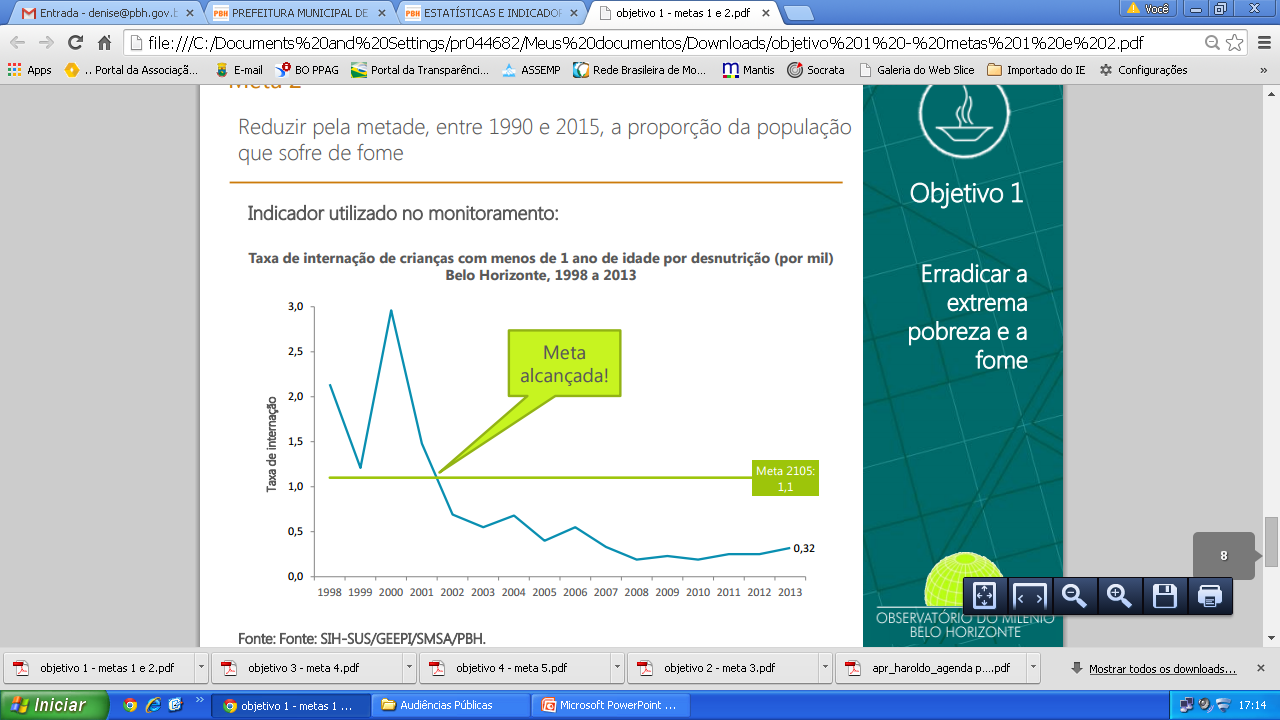 Entrada - denise@pbh.gov.b
PREFEITURA MUNICIPAL DE
ESTATÍSTICAS E INDICADOR
objetivo 1 - metas 1 e 2.pdf
Você
file:///C:/Documents%20and%20Settings/pr044682/Meus%20documentos/Downloads/objetivo%201%20-%20metas%201%20e%202.pdf
Apps
.. Portal da Associaçã...
E-mail
BO PPAG
Portal da Transparênci...
ASSEMP
Rede Brasileira de Mo...
Mantis
Socrata
Galeria do Web Slice
Importado do IE
Configurações
»
Meta 2
Reduzir pela metade, entre 1990 e 2015, a proporção da população
que sofre de fome
Indicador utilizado no monitoramento:
Taxa de internação de crianças com menos de 1 ano de idade por desnutrição (por mil)
Belo Horizonte, 1998 a 2013
Taxa de internação
3,0
2,5
2,0
1,5
1,0
0,5
0,0
Meta
alcançada!
Meta 2105:
1,1
0,32
1998 1999 2000 2001 2002 2003 2004 2005 2006 2007 2008 2009 2010 2011 2012 2013
Fonte: Fonte: SIH-SUS/GEEPI/SMSA/PBH.
Objetivo 1
Erradicar a
extrema
pobreza e a
fome
8
OBSERVATÓRIO DO MILÊNIO
BELO HORIZONTE
objetivo 1 - metas 1 e 2.pdf
objetivo 3 - meta 4.pdf
objetivo 4 - meta 5.pdf
objetivo 2 - meta 3.pdf
apr_haroldo_agenda p....pdf
Mostrar todos os downloads...
Iniciar
»
objetivo 1 - metas 1 ...
Audiências Públicas
Microsoft PowerPoint ...
17:14